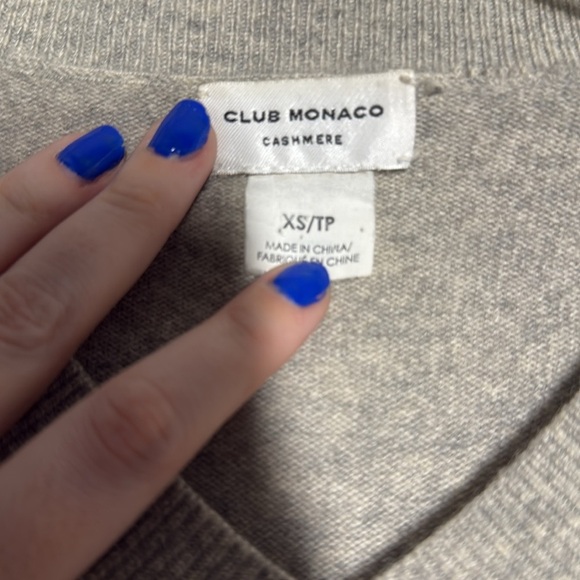 CLUB MONACO
CASHMERE
XS/TP
MADE IN CHINA/
FABRIQUÉ EN CHINE